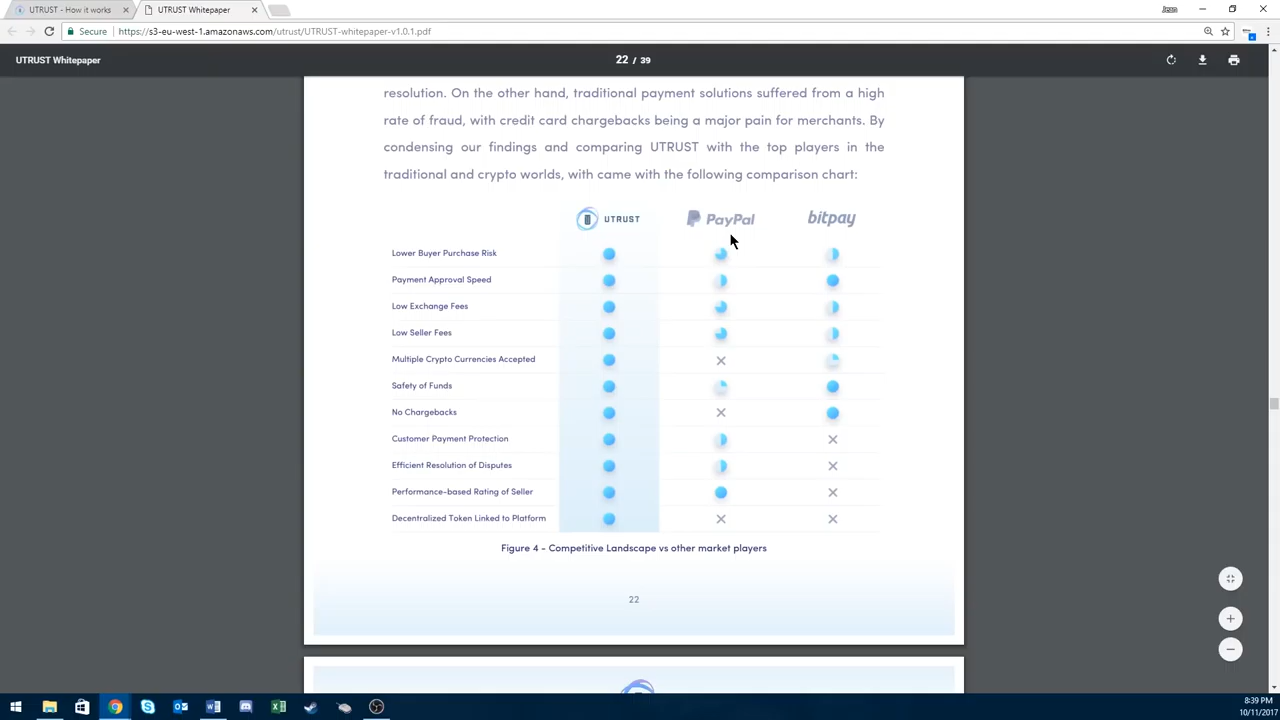 UTRUST - How it works
UTRUST Whitepaper
Jesse
Secure
https://s3-eu-west-1.amazonaws.com/utrust/UTRUST-whitepaper-v1.0.1.pdf
UTRUST Whitepaper
22 / 39
resolution. On the other hand, traditional payment solutions suffered from a high
rate of fraud, with credit card chargebacks being a major pain for merchants. By
condensing our findings and comparing UTRUST with the top players in the
traditional and crypto worlds, with came with the following comparison chart:
UTRUST PayPal bitpay
Lower Buyer Purchase Risk
Payment Approval Speed
Low Exchange Fees
Low Seller Fees
Multiple Crypto Currencies Accepted
Safety of Funds
No Chargebacks
Customer Payment Protection
Efficient Resolution of Disputes
Performance-based Rating of Seller
Decentralized Token Linked to Platform
Figure 4 - Competitive Landscape vs other market players
22
8:39 PM
10/11/2017